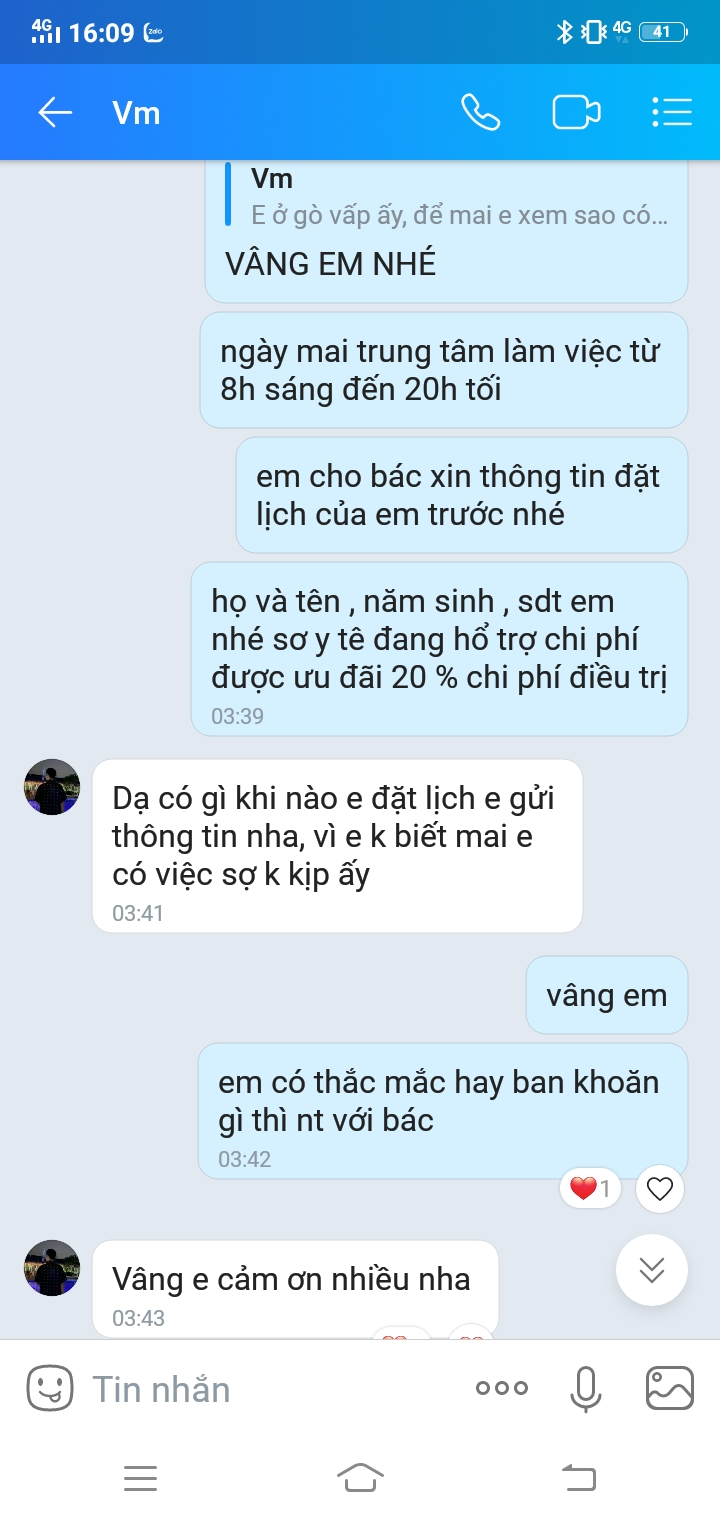 4G 16:09 Zalo 4G 41
Vm
Vm
E ở gò vấp ấy, để mai e xem sao có...
VÂNG EM NHÉ
ngày mai trung tâm làm việc từ
8h sáng đến 20h tối
em cho bác xin thông tin đặt
lịch của em trước nhé
họ và tên , năm sinh , sdt em
nhé sơ y tê đang hổ trợ chi phí
được ưu đãi 20 % chi phí điều trị
03:39
Dạ có gì khi nào e đặt lịch e gửi
thông tin nha, vì e k biết mai e
có việc sợ k kịp ấy
03:41
vâng em
em có thắc mắc hay ban khoăn
gì thì nt với bác
03:42
1
Vâng e cảm ơn nhiều nha
03:43
Tin nhắn